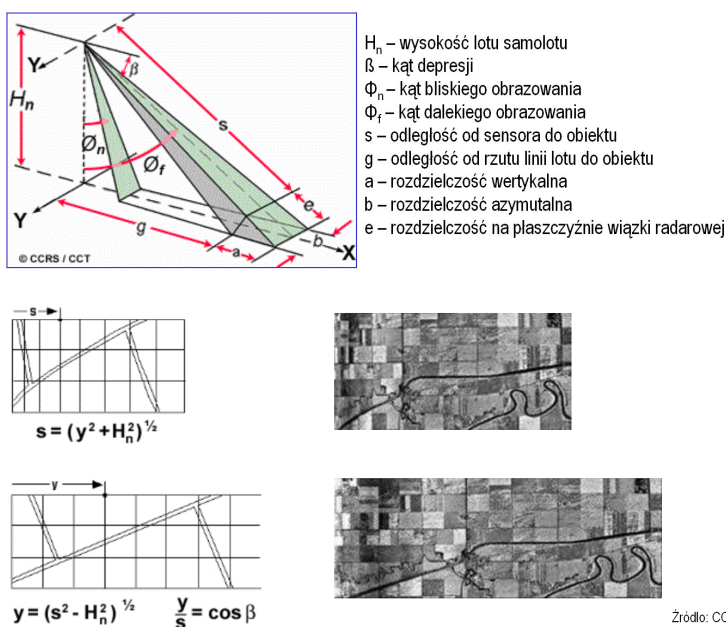 Hₙ – wysokość lotu samolotu
ß – kąt depresji
Φₙ – kąt bliskiego obrazowania
Φf – kąt dalekiego obrazowania
s – odległość od sensora do obiektu
g – odległość od rzutu linii lotu do obiektu
a – rozdzielczość wertykalna
b – rozdzielczość azymutalna
e – rozdzielczość na płaszczyźnie wiązki radarowej
Y
β
Hn
s
Øn
Øf
e
Y
g
a
b
X
© CCRS / CCT
s
s = (y² + Hn²)^½
y
y = (s² - Hn²)^½ y/s = cos β
Źródło: CC